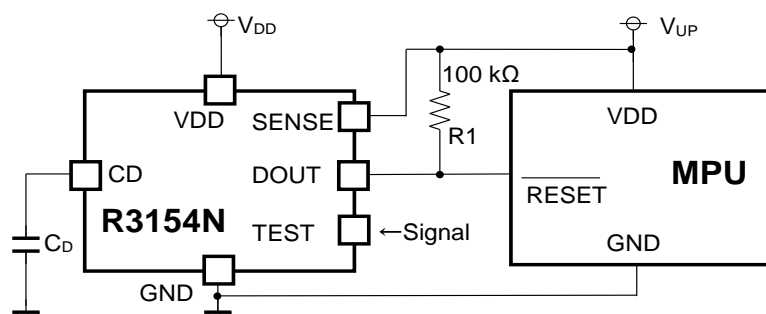 VDD
VUP
100 kΩ
VDD
SENSE
VDD
R1
CD
DOUT
RESET
MPU
R3154N
TEST
←Signal
CD
GND
GND